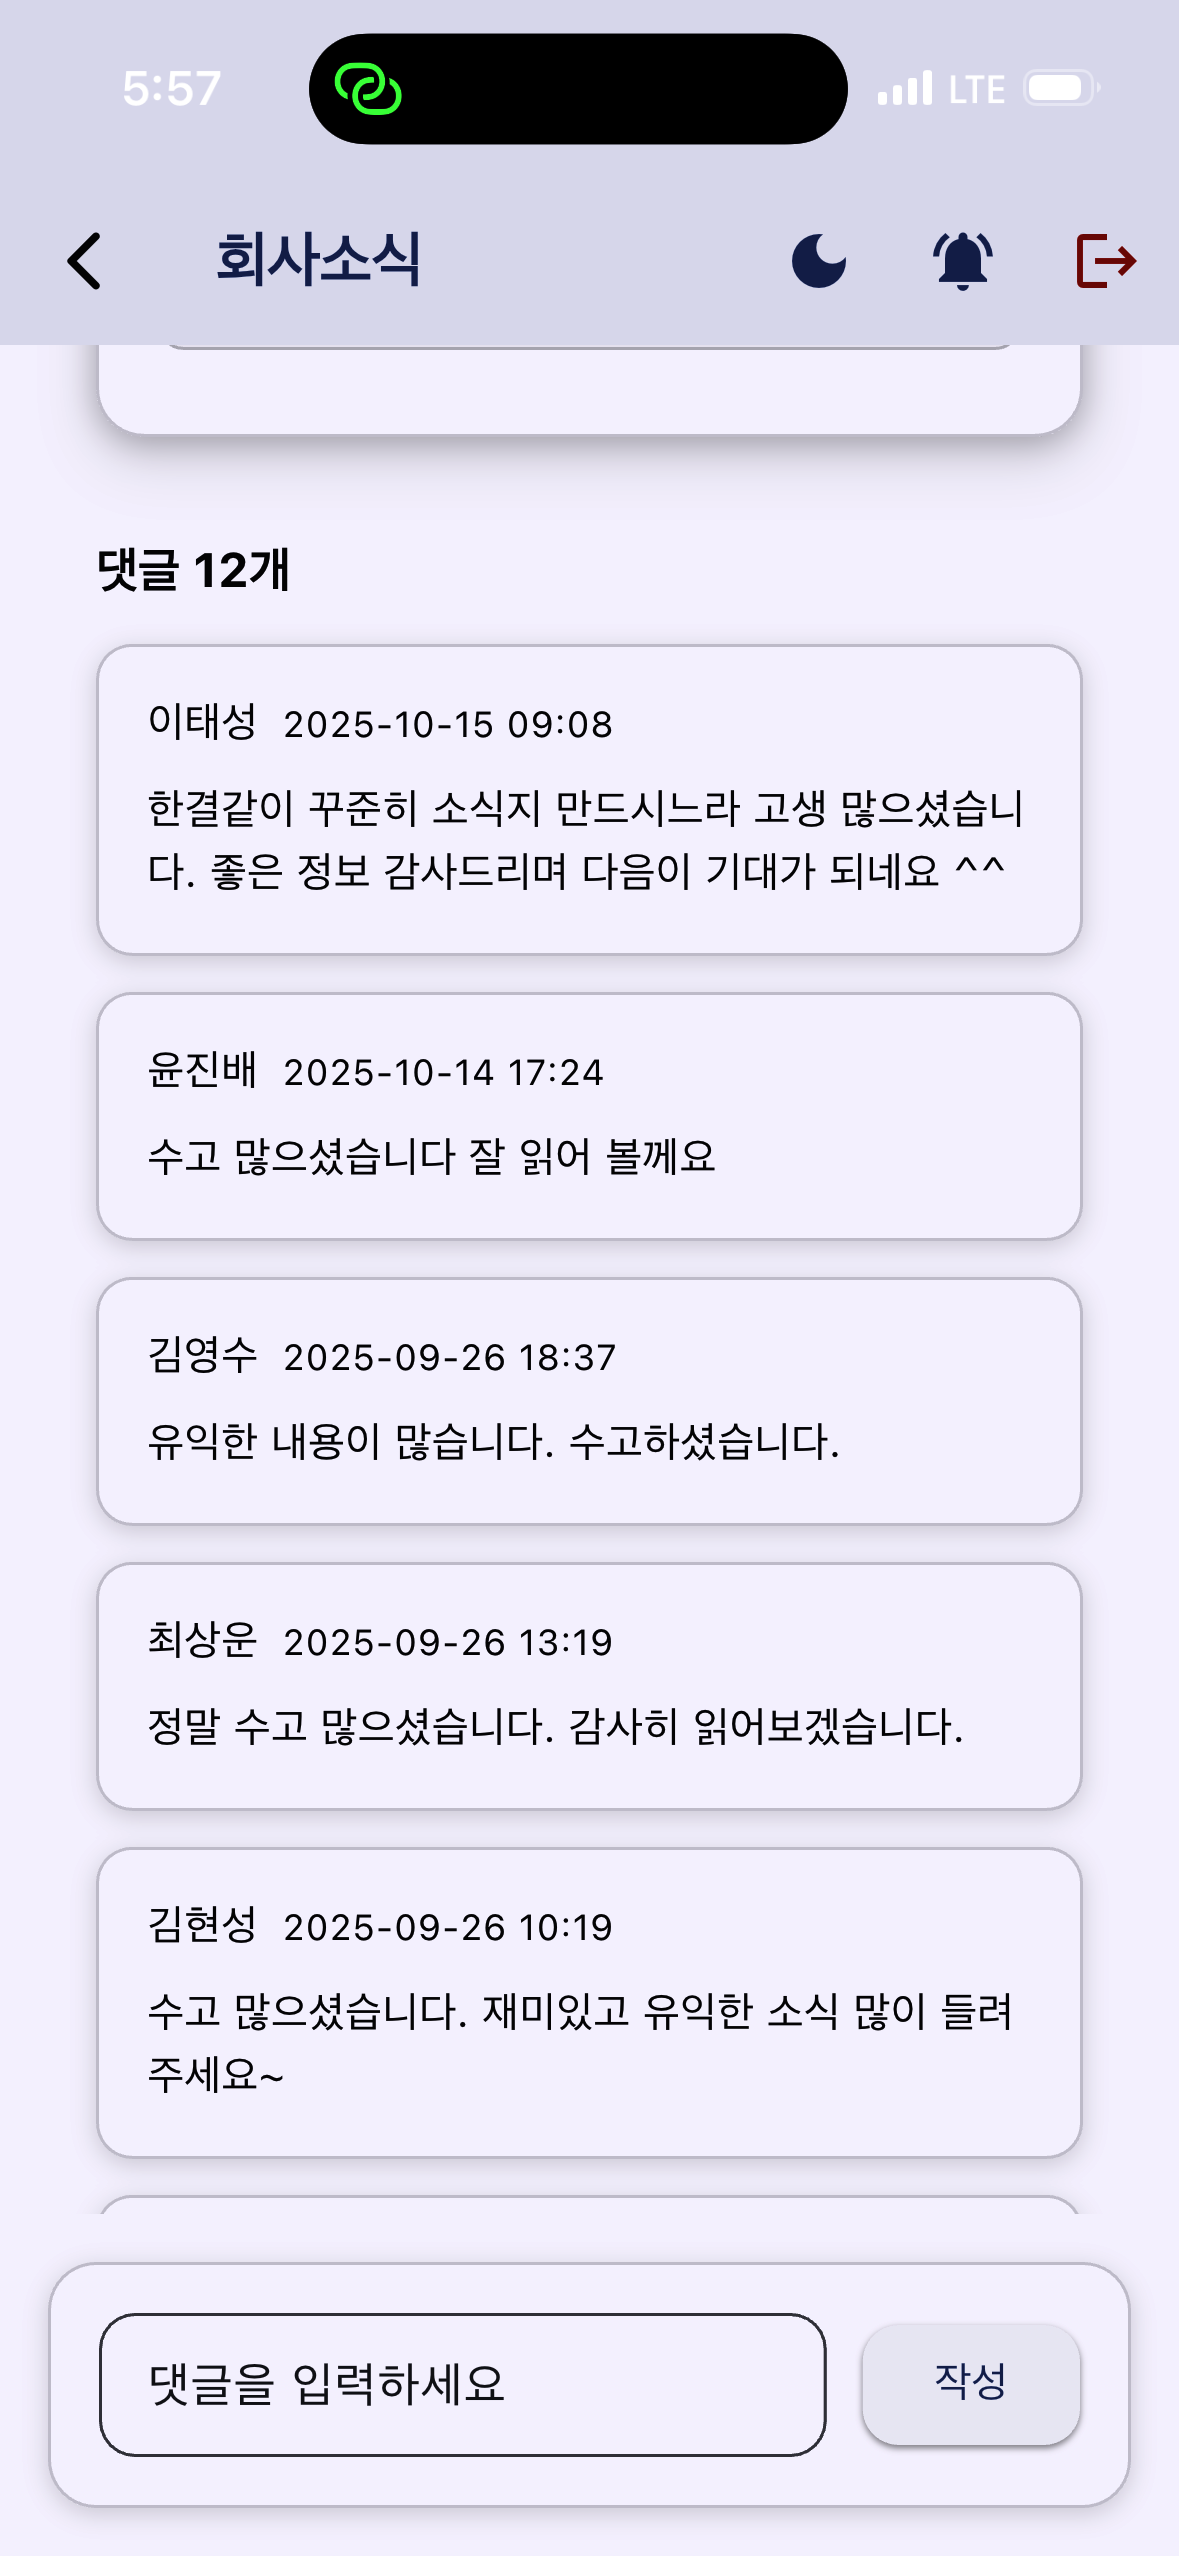 5:57
LTE
회사소식
댓글 12개
이태성 2025-10-15 09:08
한결같이 꾸준히 소식지 만드시느라 고생 많으셨습니
다. 좋은 정보 감사드리며 다음이 기대가 되네요 ^^
윤진배 2025-10-14 17:24
수고 많으셨습니다 잘 읽어 볼께요
김영수 2025-09-26 18:37
유익한 내용이 많습니다. 수고하셨습니다.
최상운 2025-09-26 13:19
정말 수고 많으셨습니다. 감사히 읽어보겠습니다.
김현성 2025-09-26 10:19
수고 많으셨습니다. 재미있고 유익한 소식 많이 들려
주세요~
댓글을 입력하세요
작성